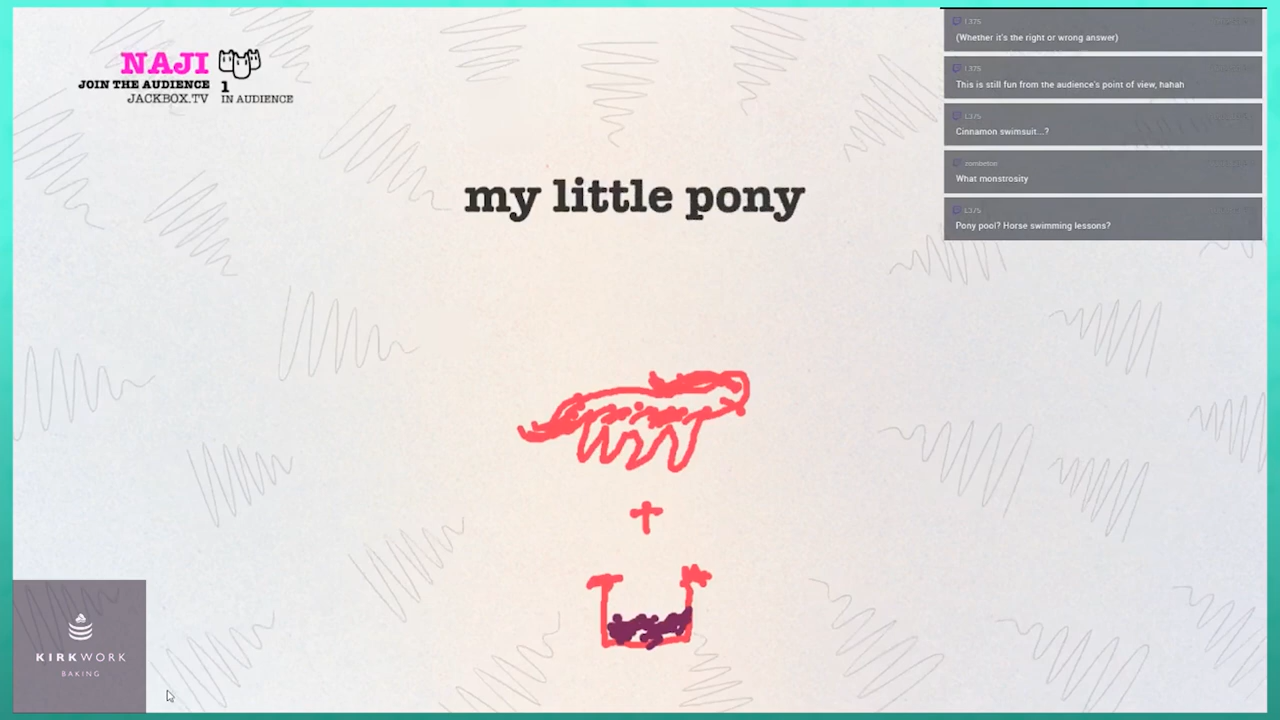 NAJI
JOIN THE AUDIENCE
JACKBOX.TV
1
IN AUDIENCE
my little pony
(Whether it's the right or wrong answer)
This is still fun from the audience's point of view, hahah
Cinnamon swimsuit...?
zombeton
What monstrosity
Pony pool? Horse swimming lessons?
KIRKWORK
BAKING